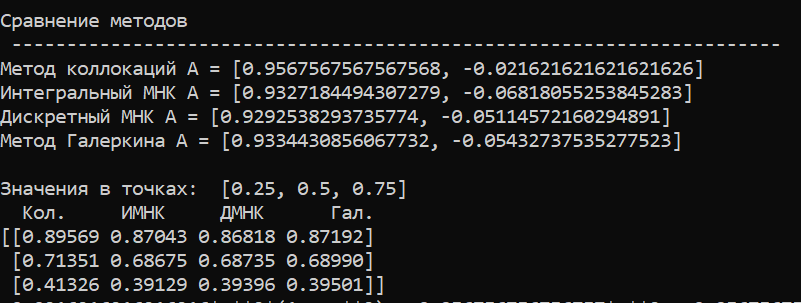 Сравнение методов
----------------------------------------------------------------------
Метод коллокаций A = [0.9567567567567568, -0.021621621621621626]
Интегральный МНК A = [0.9327184494307279, -0.06818055253845283]
Дискретный МНК A = [0.9292538293735774, -0.05114572160294891]
Метод Галеркина A = [0.9334430856067732, -0.05432737535277523]
Значения в точках: [0.25, 0.5, 0.75]
Кол. ИМНК ДМНК Гал.
[[0.89569 0.87043 0.86818 0.87192]
[0.71351 0.68675 0.68735 0.68990]
[0.41326 0.39129 0.39396 0.39501]]